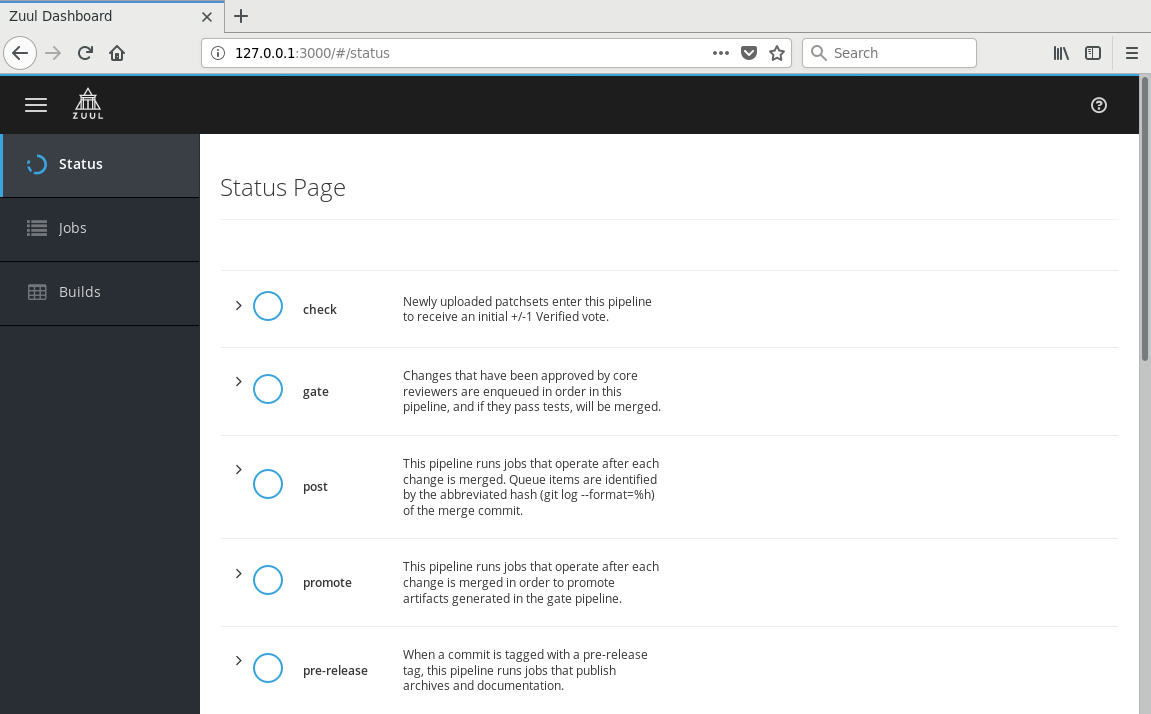 Zuul Dashboard
127.0.0.1:3000/#/status
Search
ZUUL
Status
Jobs
Builds
Status Page
check
Newly uploaded patchsets enter this pipeline
to receive an initial +/-1 Verified vote.
gate
Changes that have been approved by core
reviewers are enqueued in order in this
pipeline, and if they pass tests, will be merged.
post
This pipeline runs jobs that operate after each
change is merged. Queue items are identified
by the abbreviated hash (git log --format=%h)
of the merge commit.
promote
This pipeline runs jobs that operate after each
change is merged in order to promote
artifacts generated in the gate pipeline.
pre-release
When a commit is tagged with a pre-release
tag, this pipeline runs jobs that publish
archives and documentation.